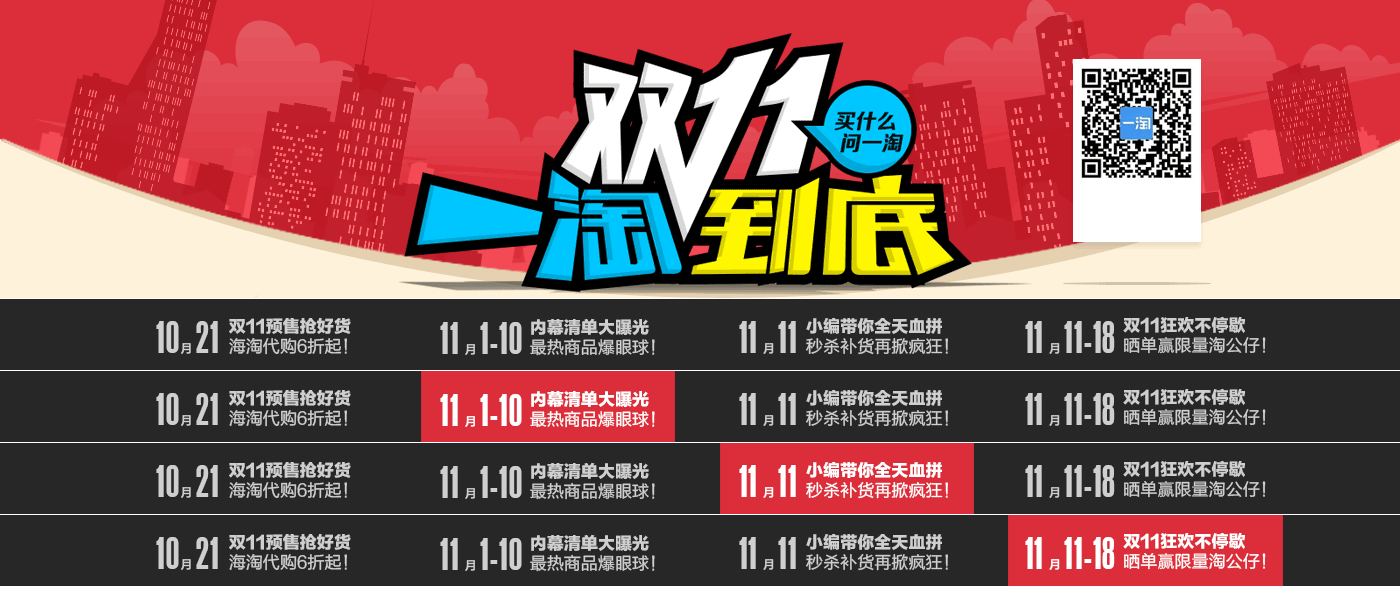 双11
买什么
问一淘
一淘到底
一淘
10月21 双11预售抢好货
海淘代购6折起！
11月1-10 内幕清单大曝光
最热商品爆眼球！
11月11 小编带你全天血拼
秒杀补货再掀疯狂！
11月11-18 双11狂欢不停歇
晒单赢限量淘公仔！
10月21 双11预售抢好货
海淘代购6折起！
11月1-10 内幕清单大曝光
最热商品爆眼球！
11月11 小编带你全天血拼
秒杀补货再掀疯狂！
11月11-18 双11狂欢不停歇
晒单赢限量淘公仔！
10月21 双11预售抢好货
海淘代购6折起！
11月1-10 内幕清单大曝光
最热商品爆眼球！
11月11 小编带你全天血拼
秒杀补货再掀疯狂！
11月11-18 双11狂欢不停歇
晒单赢限量淘公仔！
10月21 双11预售抢好货
海淘代购6折起！
11月1-10 内幕清单大曝光
最热商品爆眼球！
11月11 小编带你全天血拼
秒杀补货再掀疯狂！
11月11-18 双11狂欢不停歇
晒单赢限量淘公仔！